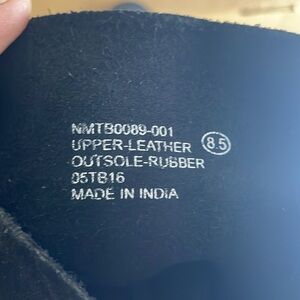 NMTB0089-001
UPPER-LEATHER 8.5
OUTSOLE-RUBBER
05TB16
MADE IN INDIA